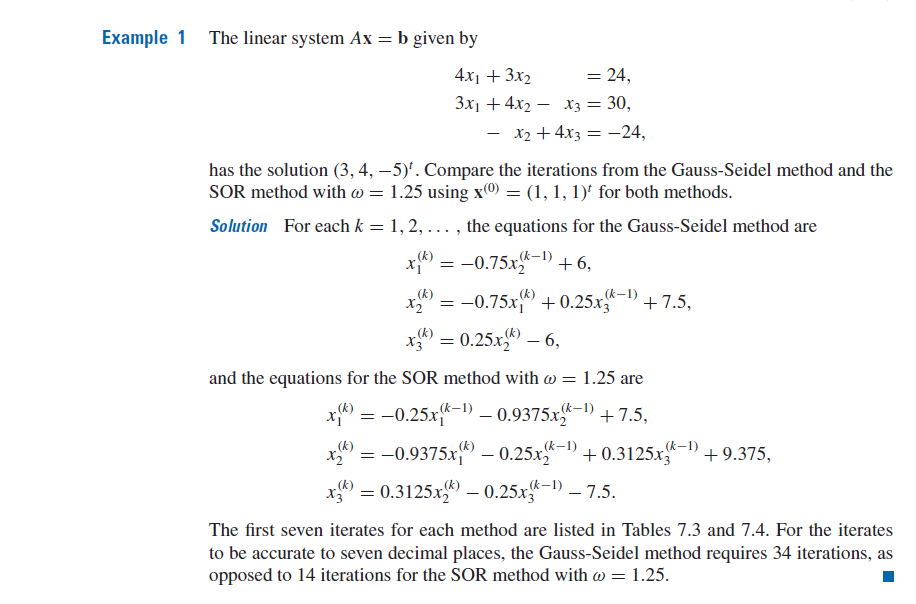 Example 1 The linear system Ax = b given by
4x₁ + 3x₂ = 24,
3x₁ + 4x₂ − x₃ = 30,
− x₂ + 4x₃ = −24,
has the solution (3, 4, −5)ᵗ. Compare the iterations from the Gauss-Seidel method and the
SOR method with ω = 1.25 using x⁽⁰⁾ = (1, 1, 1)ᵗ for both methods.
Solution For each k = 1, 2, . . . , the equations for the Gauss-Seidel method are
x₁⁽ᵏ⁾ = −0.75x₂⁽ᵏ⁻¹⁾ + 6,
x₂⁽ᵏ⁾ = −0.75x₁⁽ᵏ⁾ + 0.25x₃⁽ᵏ⁻¹⁾ + 7.5,
x₃⁽ᵏ⁾ = 0.25x₂⁽ᵏ⁾ − 6,
and the equations for the SOR method with ω = 1.25 are
x₁⁽ᵏ⁾ = −0.25x₁⁽ᵏ⁻¹⁾ − 0.9375x₂⁽ᵏ⁻¹⁾ + 7.5,
x₂⁽ᵏ⁾ = −0.9375x₁⁽ᵏ⁾ − 0.25x₂⁽ᵏ⁻¹⁾ + 0.3125x₃⁽ᵏ⁻¹⁾ + 9.375,
x₃⁽ᵏ⁾ = 0.3125x₂⁽ᵏ⁾ − 0.25x₃⁽ᵏ⁻¹⁾ − 7.5.
The first seven iterates for each method are listed in Tables 7.3 and 7.4. For the iterates
to be accurate to seven decimal places, the Gauss-Seidel method requires 34 iterations, as
opposed to 14 iterations for the SOR method with ω = 1.25.